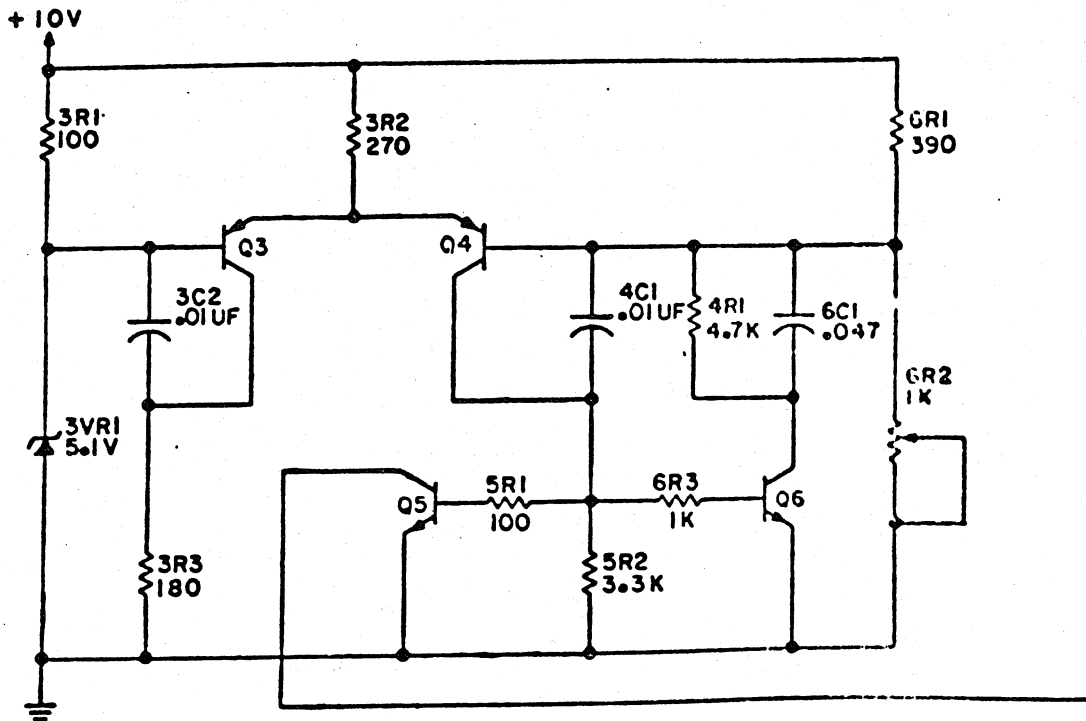 +10V
3R1
100
3R2
270
6R1
390
Q3
Q4
3C2
.01UF
4C1
.01UF
4R1
4.7K
6C1
.047
6R2
1K
3VR1
5.1V
Q5
5R1
100
6R3
1K
Q6
3R3
180
5R2
3.3K